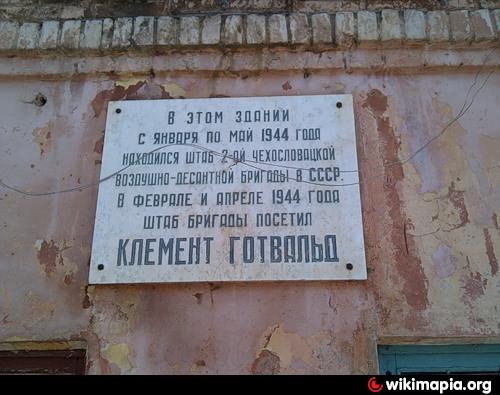 В ЭТОМ ЗДАНИИ
С ЯНВАРЯ ПО МАЙ 1944 ГОДА
НАХОДИЛСЯ ШТАБ 2-ОЙ ЧЕХОСЛОВАЦКОЙ
ВОЗДУШНО-ДЕСАНТНОЙ БРИГАДЫ В СССР.
В ФЕВРАЛЕ И АПРЕЛЕ 1944 ГОДА
ШТАБ БРИГАДЫ ПОСЕТИЛ
КЛЕМЕНТ ГОТВАЛЬД
wikimapia.org